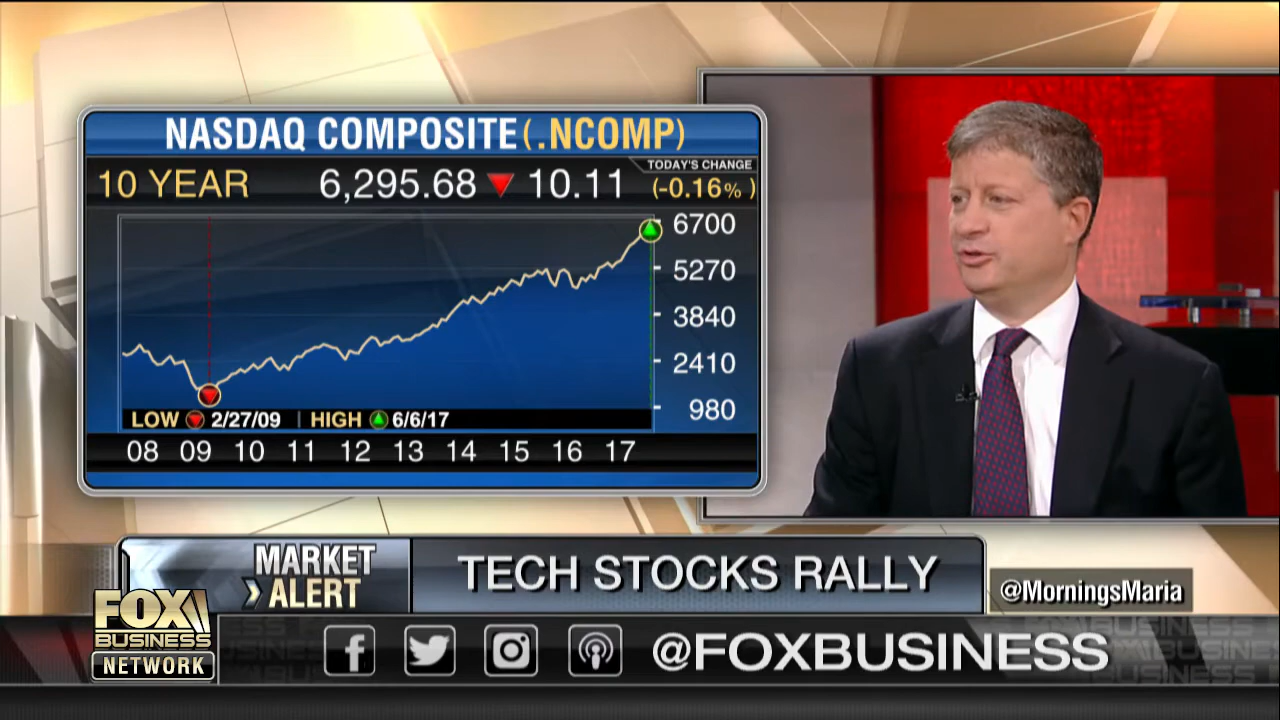 NASDAQ COMPOSITE(.NCOMP)
TODAY'S CHANGE
10 YEAR 6,295.68 10.11 (-0.16%)
6700
5270
3840
2410
980
LOW 2/27/09 | HIGH 6/6/17
08 09 10 11 12 13 14 15 16 17
MARKET
ALERT
TECH STOCKS RALLY
@MorningsMaria
FOX
BUSINESS
NETWORK
@FOXBUSINESS